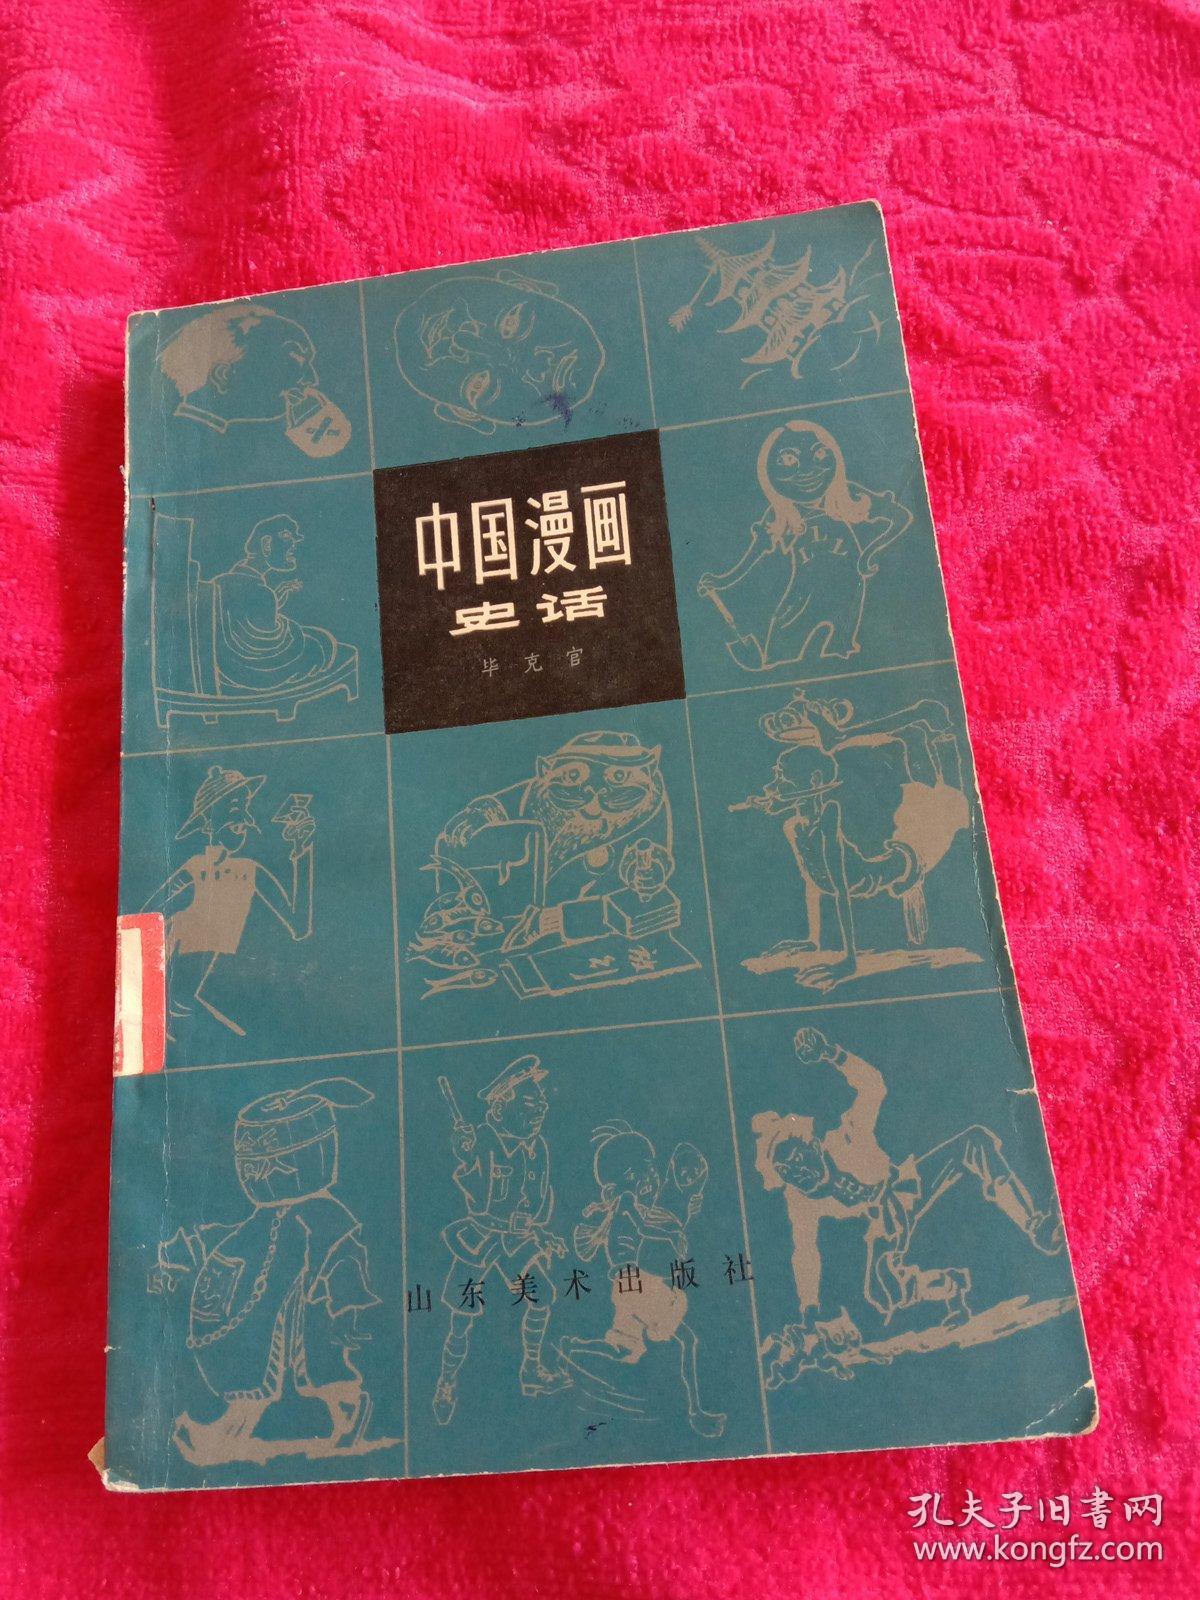 中国漫画
史话
毕克官
山东美术出版社
孔夫子旧书网
www.kongfz.com